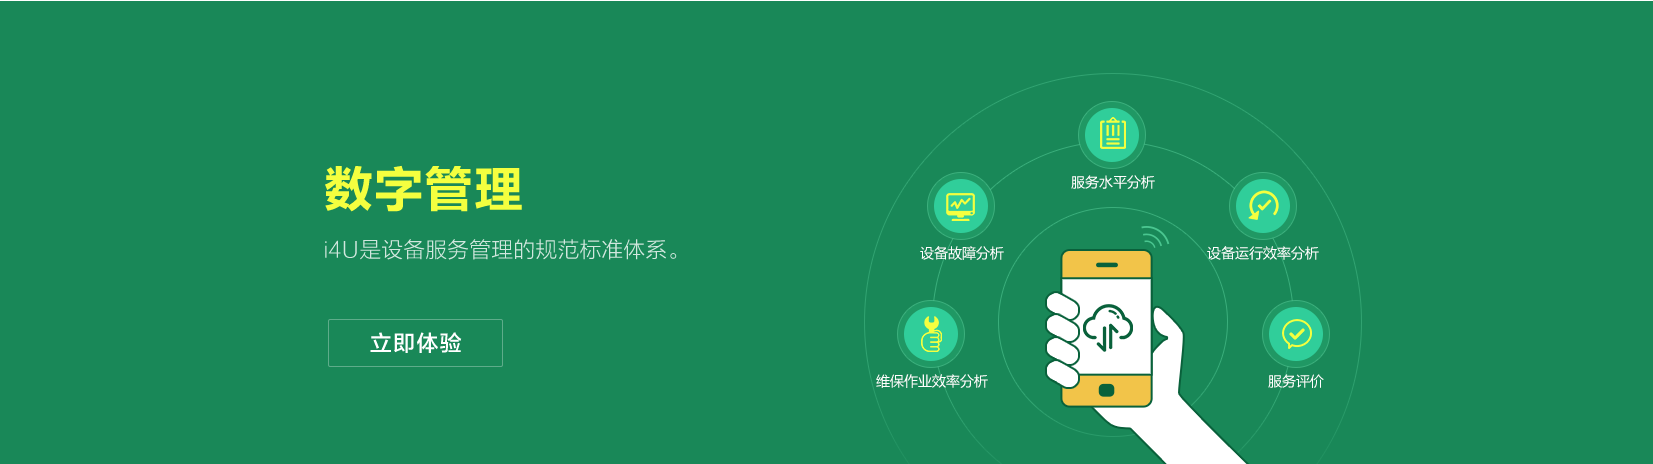 数字管理
i4U是设备服务管理的规范标准体系。
立即体验
服务水平分析
设备故障分析
设备运行效率分析
维保作业效率分析
服务评价